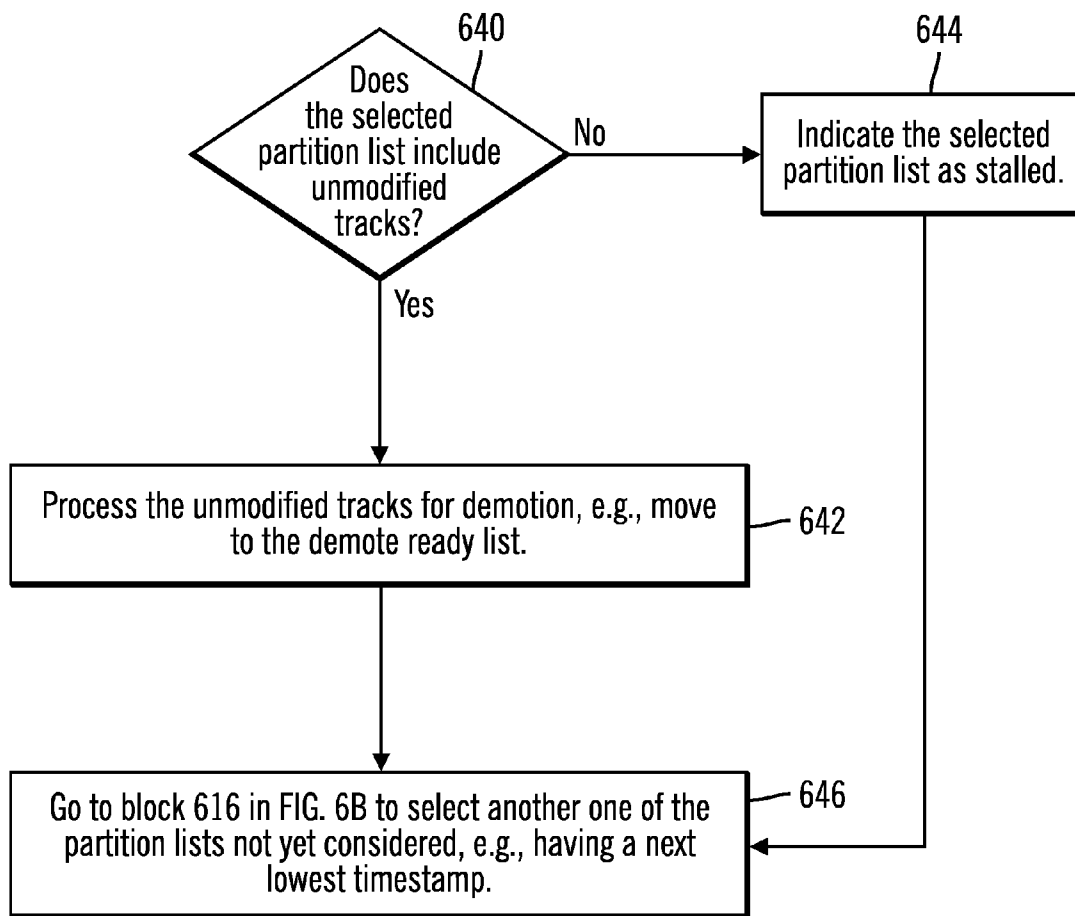 640
Does
the selected
partition list include
unmodified
tracks?
No
644
Indicate the selected
partition list as stalled.
Yes
Process the unmodified tracks for demotion, e.g., move
to the demote ready list.
642
Go to block 616 in FIG. 6B to select another one of the
partition lists not yet considered, e.g., having a next
lowest timestamp.
646